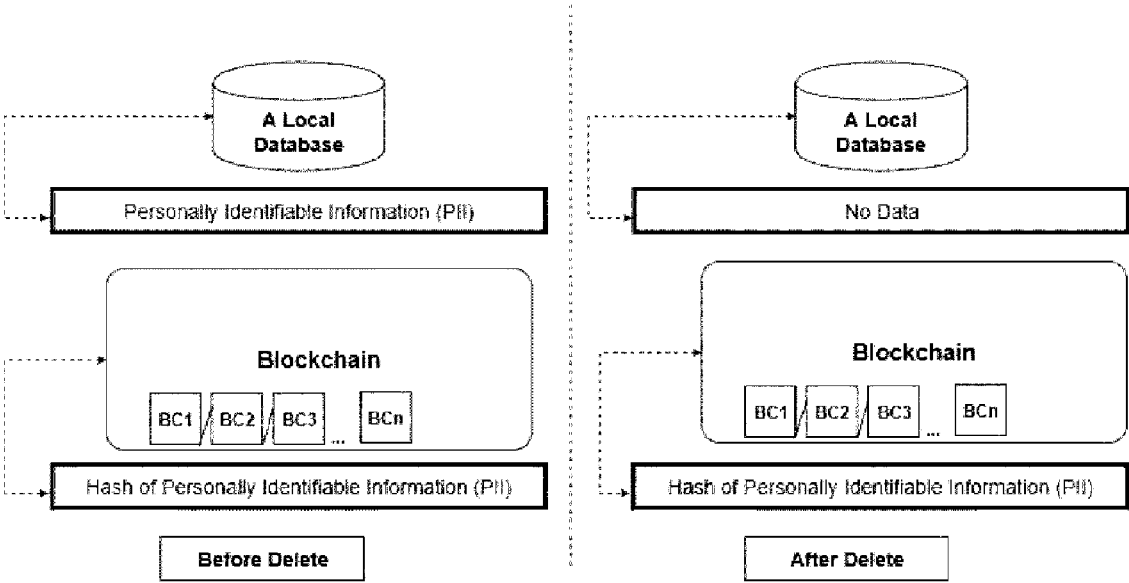 A Local
Database
Personally Identifiable Information (PII)
Blockchain
BC1 BC2 BC3 ... BCn
Hash of Personally Identifiable Information (PII)
Before Delete
A Local
Database
No Data
Blockchain
BC1 BC2 BC3 ... BCn
Hash of Personally Identifiable Information (PII)
After Delete